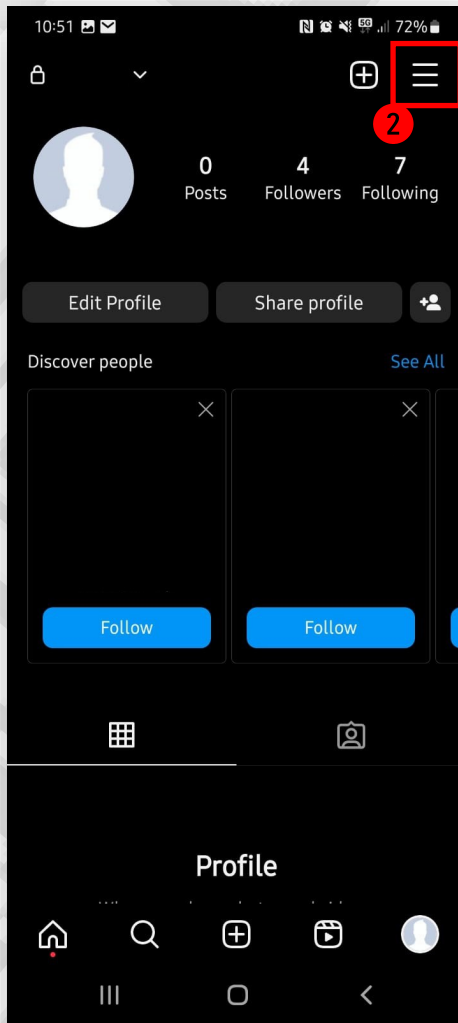 10:51 5G 72%
2
0 4 7
Posts Followers Following
Edit Profile Share profile
Discover people See All
Follow Follow
Profile